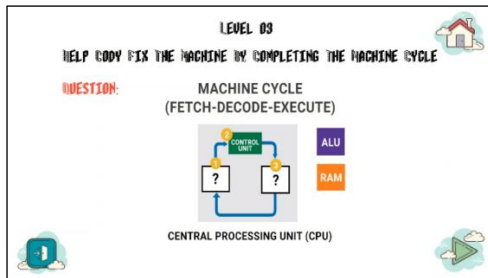 LEVEL 03
HELP CODY FIX THE MACHINE BY COMPLETING THE MACHINE CYCLE
QUESTION:
MACHINE CYCLE
(FETCH-DECODE-EXECUTE)
2
CONTROL
UNIT
ALU
1
3
?
?
RAM
CENTRAL PROCESSING UNIT (CPU)